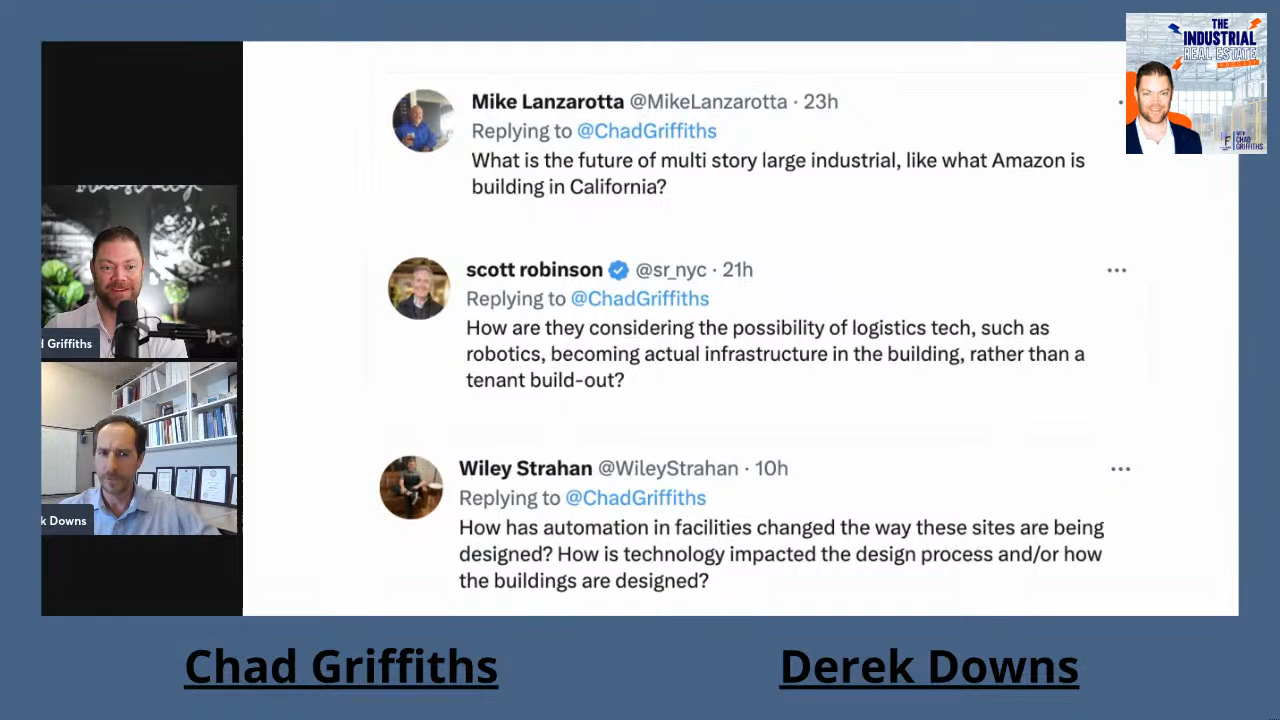 THE
INDUSTRIAL
REAL ESTATE
PODCAST
WITH
CHAD
GRIFFITHS
Mike Lanzarotta @MikeLanzarotta · 23h
Replying to @ChadGriffiths
What is the future of multi story large industrial, like what Amazon is
building in California?
scott robinson @sr_nyc · 21h
Replying to @ChadGriffiths
How are they considering the possibility of logistics tech, such as
robotics, becoming actual infrastructure in the building, rather than a
tenant build-out?
Wiley Strahan @WileyStrahan · 10h
Replying to @ChadGriffiths
How has automation in facilities changed the way these sites are being
designed? How is technology impacted the design process and/or how
the buildings are designed?
d Griffiths
k Downs
Chad Griffiths
Derek Downs